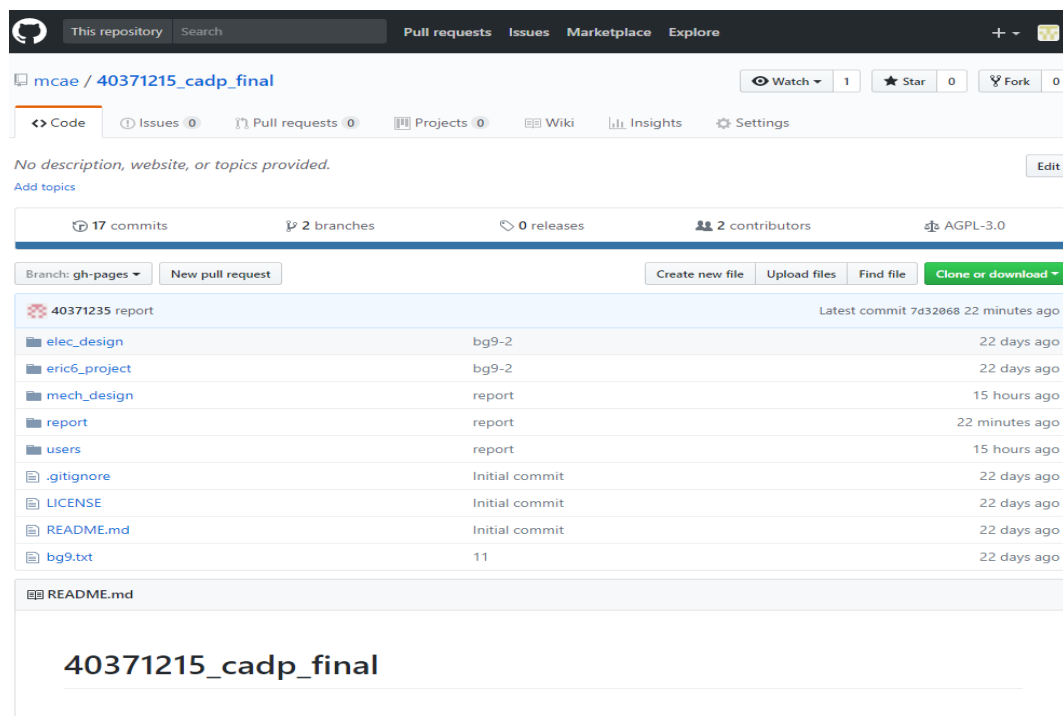 This repository Search Pull requests Issues Marketplace Explore
mcae / 40371215_cadp_final Watch 1 Star 0 Fork 0
Code Issues 0 Pull requests 0 Projects 0 Wiki Insights Settings
No description, website, or topics provided. Edit
Add topics
17 commits 2 branches 0 releases 2 contributors AGPL-3.0
Branch: gh-pages New pull request Create new file Upload files Find file Clone or download
40371235 report Latest commit 7d32068 22 minutes ago
elec_design bg9-2 22 days ago
eric6_project bg9-2 22 days ago
mech_design report 15 hours ago
report report 22 minutes ago
users report 15 hours ago
.gitignore Initial commit 22 days ago
LICENSE Initial commit 22 days ago
README.md Initial commit 22 days ago
bg9.txt 11 22 days ago
README.md
40371215_cadp_final